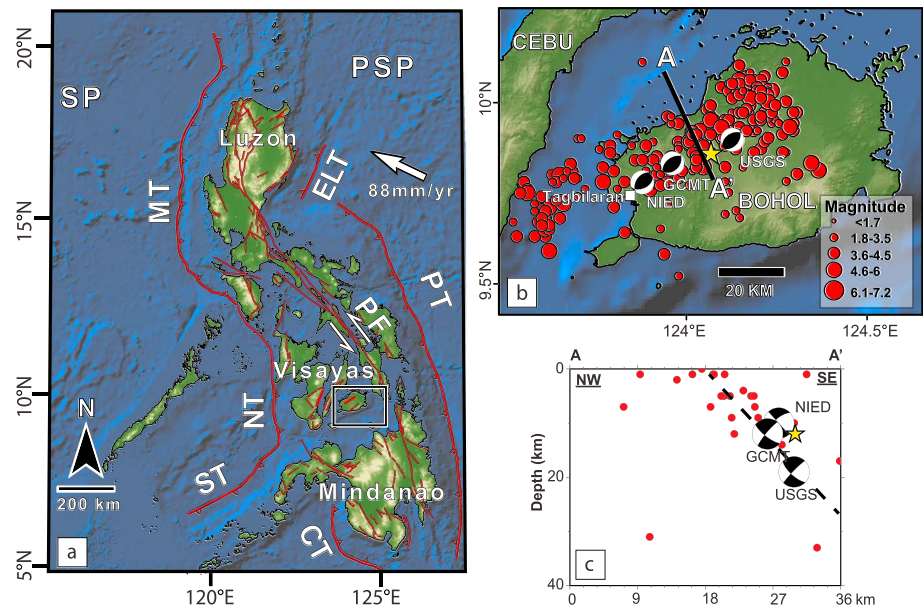 20°N
15°N
10°N
5°N
120°E
125°E
SP
PSP
Luzon
ELT
88mm/yr
MT
PT
PF
Visayas
NT
N
ST
200 km
Mindanao
CT
a
CEBU
10°N
9.5°N
A
USGS
GCMT
A'
Tagbilaran
NIED
BOHOL
Magnitude
<1.7
1.8-3.5
3.6-4.5
4.6-6
6.1-7.2
20 KM
b
124°E
124.5°E
A
A'
NW
SE
0
20
40
Depth (km)
NIED
GCMT
USGS
c
0
9
18
27
36 km